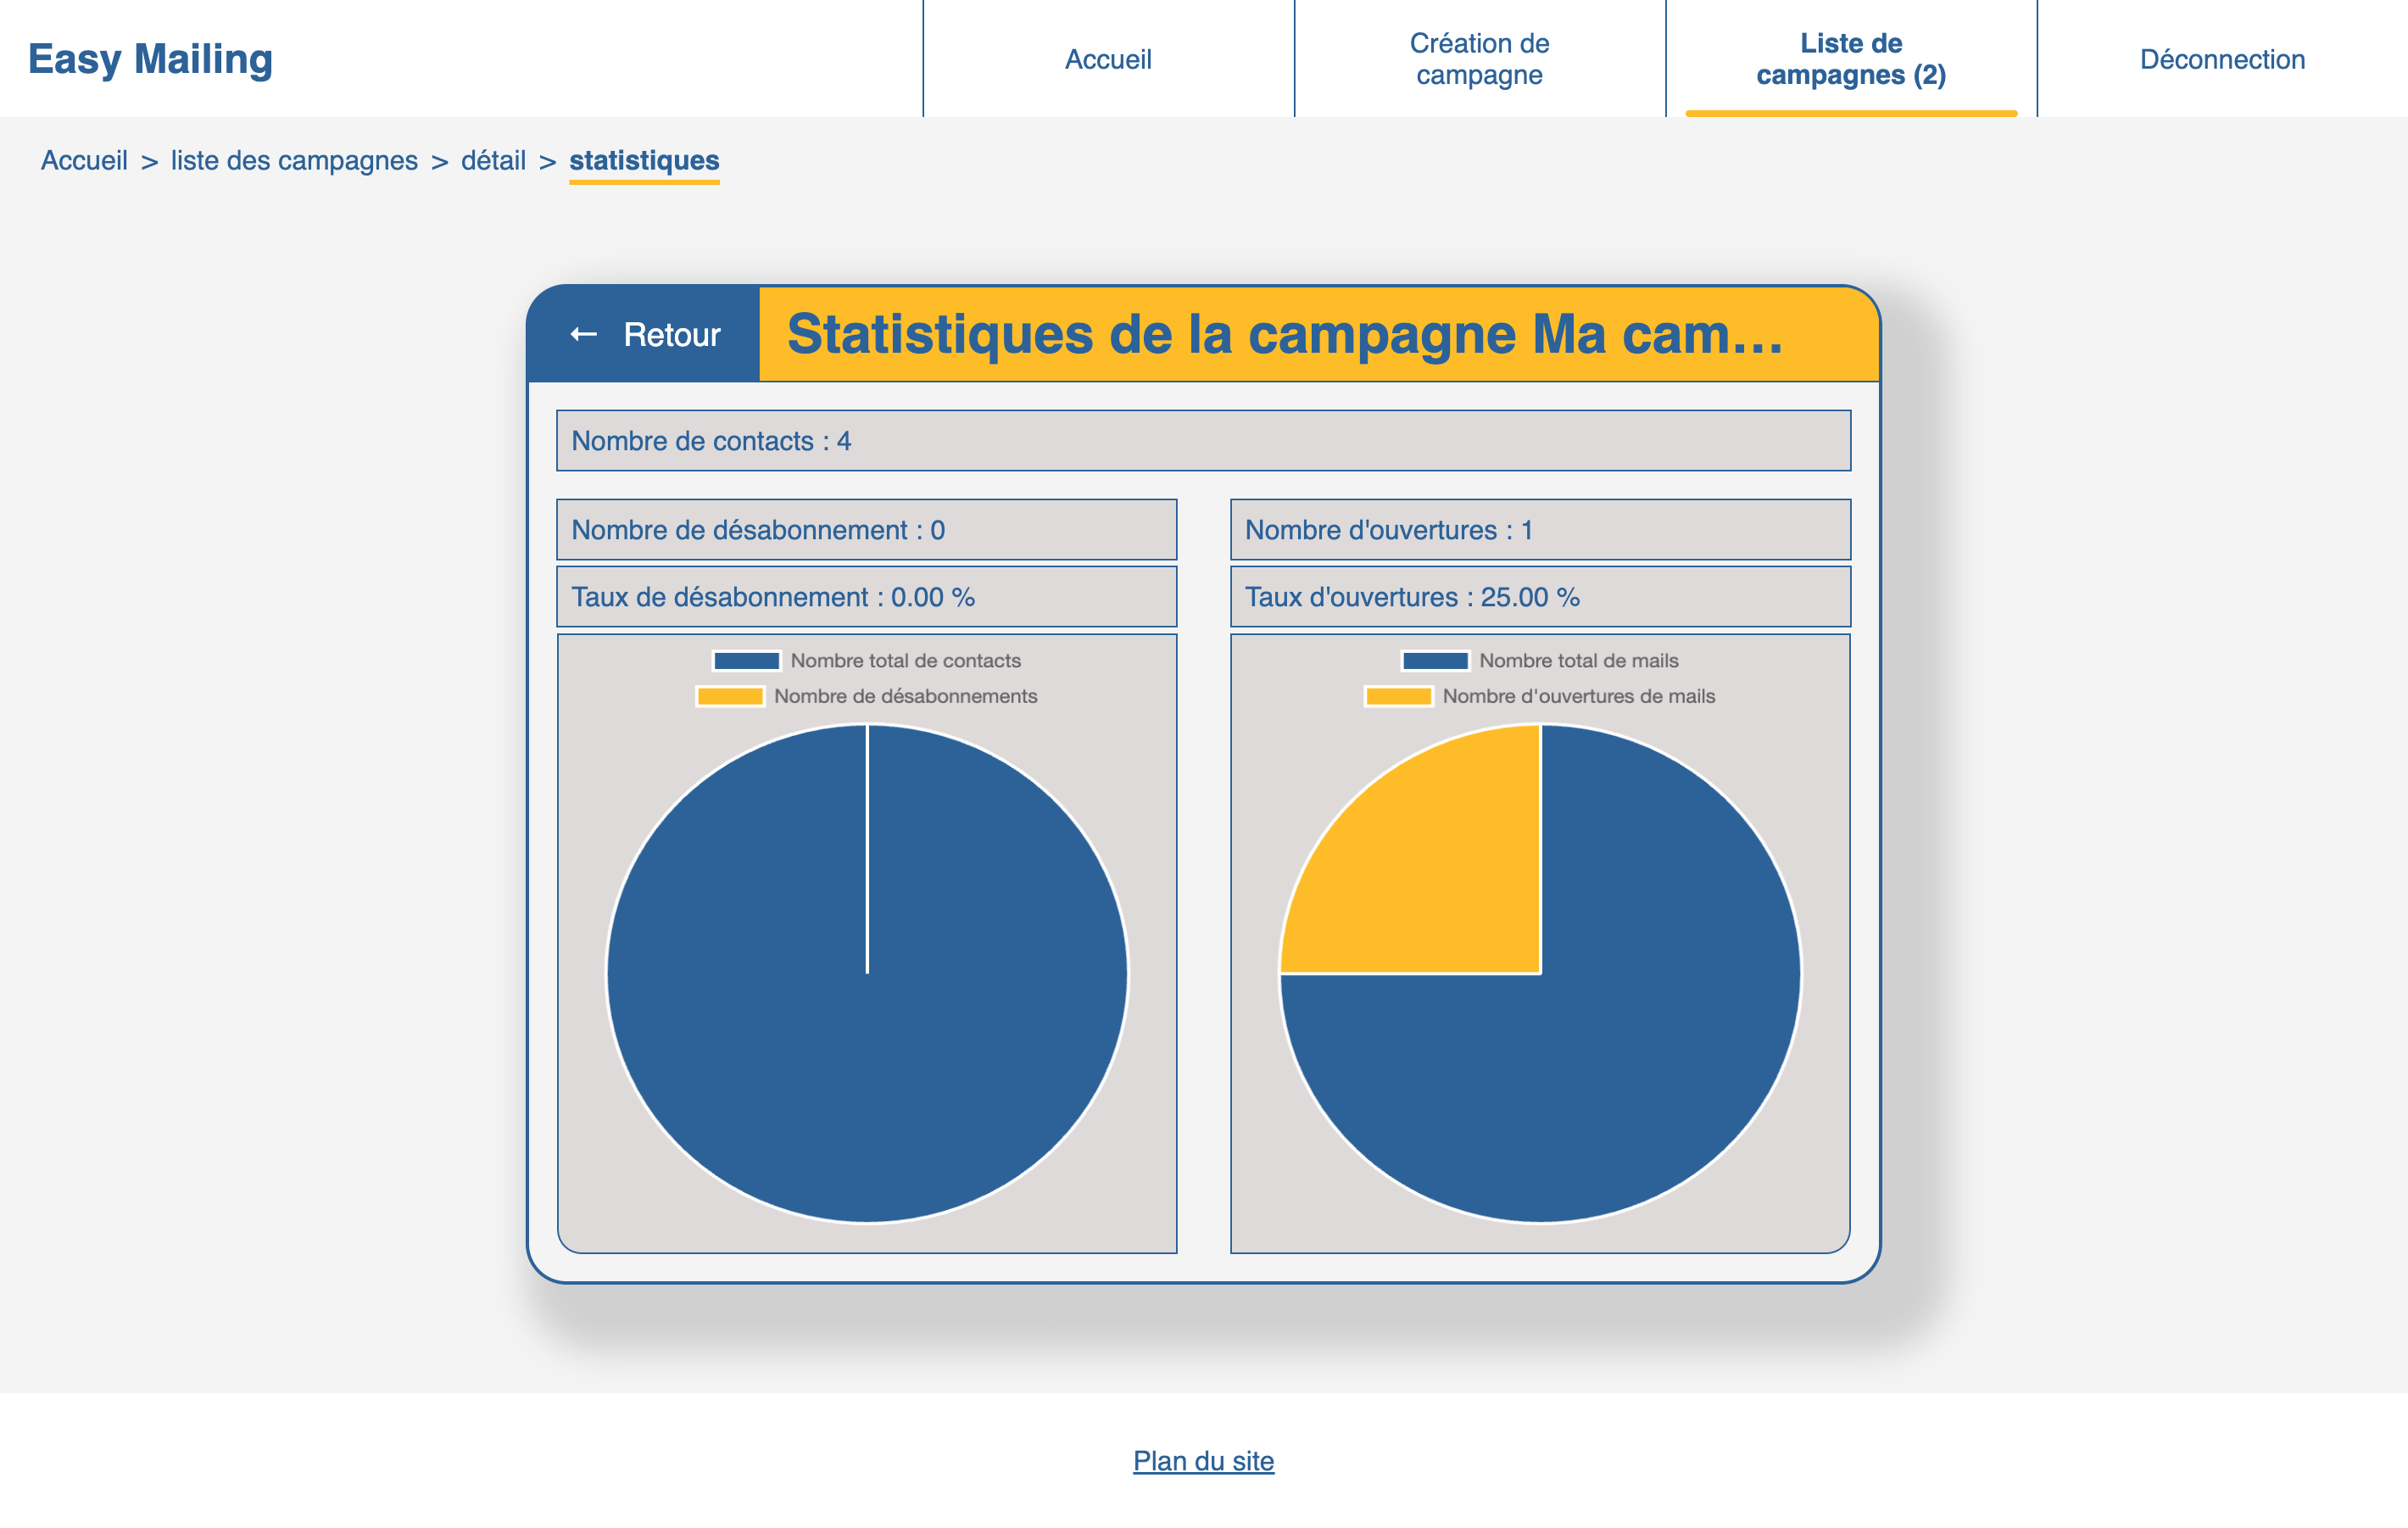 Easy Mailing
Accueil
Création de
campagne
Liste de
campagnes (2)
Déconnection
Accueil > liste des campagnes > détail > statistiques
← Retour
Statistiques de la campagne Ma cam...
Nombre de contacts : 4
Nombre de désabonnement : 0
Taux de désabonnement : 0.00 %
Nombre total de contacts
Nombre de désabonnements
Nombre d'ouvertures : 1
Taux d'ouvertures : 25.00 %
Nombre total de mails
Nombre d'ouvertures de mails
Plan du site